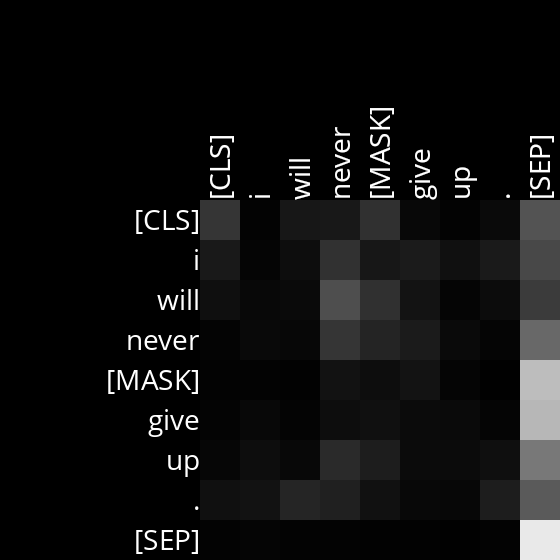 [CLS] i will never [MASK] give up . [SEP]
[CLS]
i
will
never
[MASK]
give
up
.
[SEP]